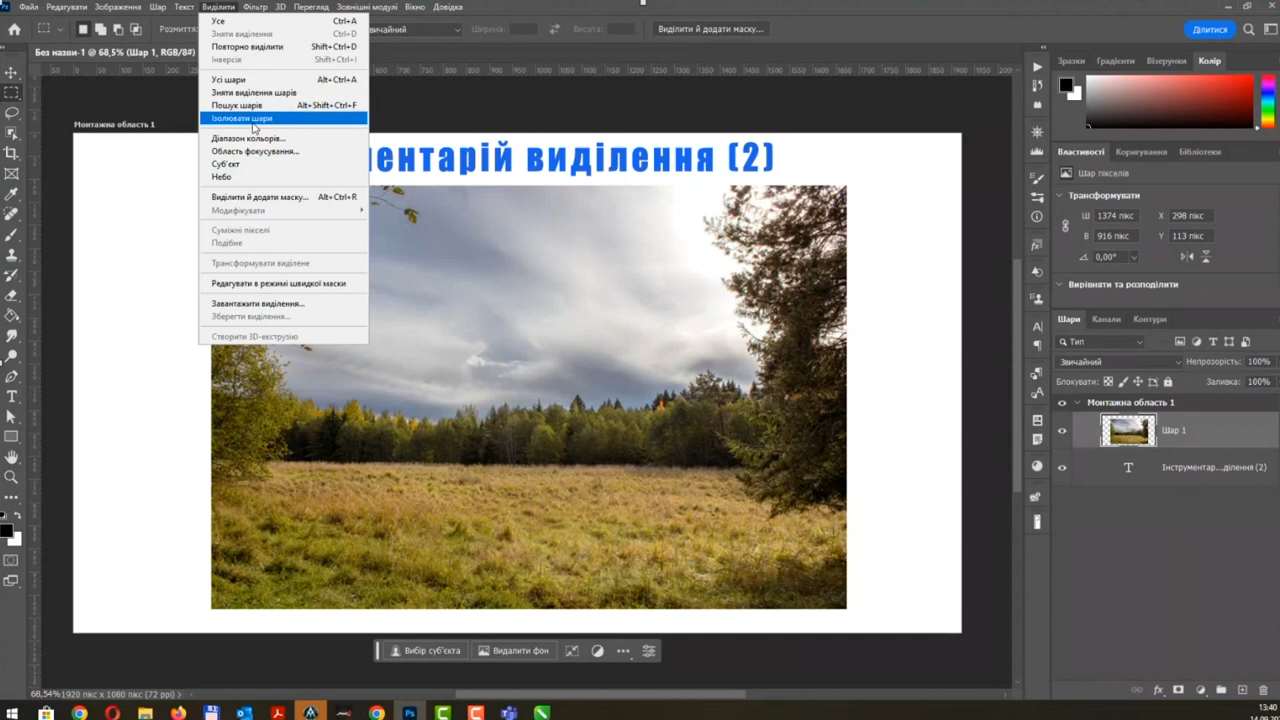 Файл Редагувати Зображення Шар Текст Виділити Фільтр 3D Перегляд Зовнішні модулі Вікно Довідка
Розмиття: Ширина: Висота: Виділити й додати маску... Ділитися
Без назви-1 @ 68,5% (Шар 1, RGB/8#)
Усе Ctrl+A
Зняти виділення Ctrl+D
Повторно виділити Shift+Ctrl+D
Інверсія Shift+Ctrl+I
Усі шари Alt+Ctrl+A
Зняти виділення шарів
Пошук шарів Alt+Shift+Ctrl+F
Ізолювати шари
Діапазон кольорів...
Область фокусування...
Суб'єкт
Небо
Виділити й додати маску... Alt+Ctrl+R
Модифікувати
Суміжні пікселі
Подібне
Трансформувати виділене
Редагувати в режимі швидкої маски
Завантажити виділення...
Зберегти виділення...
Створити 3D-екструзію
Монтажна область 1
ментарій виділення (2)
Вибір суб'єкта Видалити фон
68,54% 1920 пкс x 1080 пкс (72 ppi)
Зразки Градієнти Візерунки Колір
Властивості Коригування Бібліотеки
Шар пікселів
Трансформувати
Ш 1374 пікс X 298 пікс
В 916 пікс Y 113 пікс
0,00°
Вирівняти та розподілити
Шари Канали Контури
Тип
Звичайний Непрозорість: 100%
Блокувати: Заливка: 100%
Монтажна область 1
Шар 1
Інструментар...ділення (2)
13:40